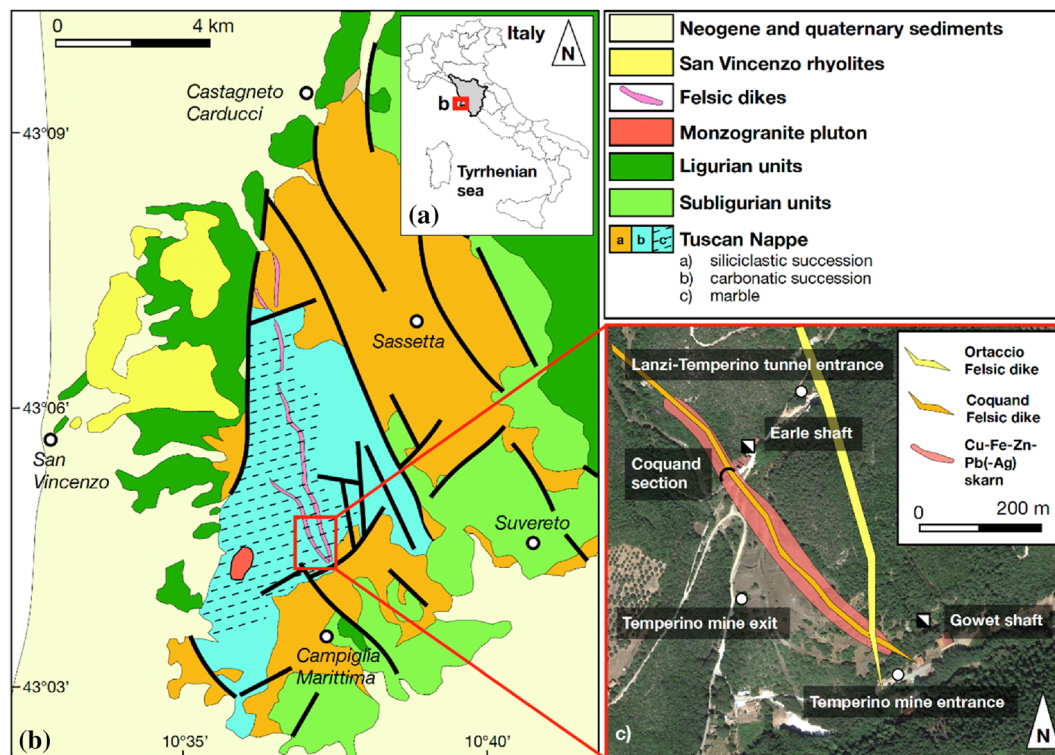 0 4 km
Castagneto
Carducci
43°09'
Italy
N
b
Tyrrhenian
sea
(a)
Sassetta
43°06'
San
Vincenzo
Suvereto
Campiglia
Marittima
43°03'
(b)
10°35'
10°40'
Neogene and quaternary sediments
San Vincenzo rhyolites
Felsic dikes
Monzogranite pluton
Ligurian units
Subligurian units
a b c
Tuscan Nappe
a) siliciclastic succession
b) carbonatic succession
c) marble
Lanzi-Temperino tunnel entrance
Earle shaft
Coquand
section
Temperino mine exit
Gowet shaft
Temperino mine entrance
Ortaccio
Felsic dike
Coquand
Felsic dike
Cu-Fe-Zn-
Pb(-Ag)
skarn
0 200 m
c)
N